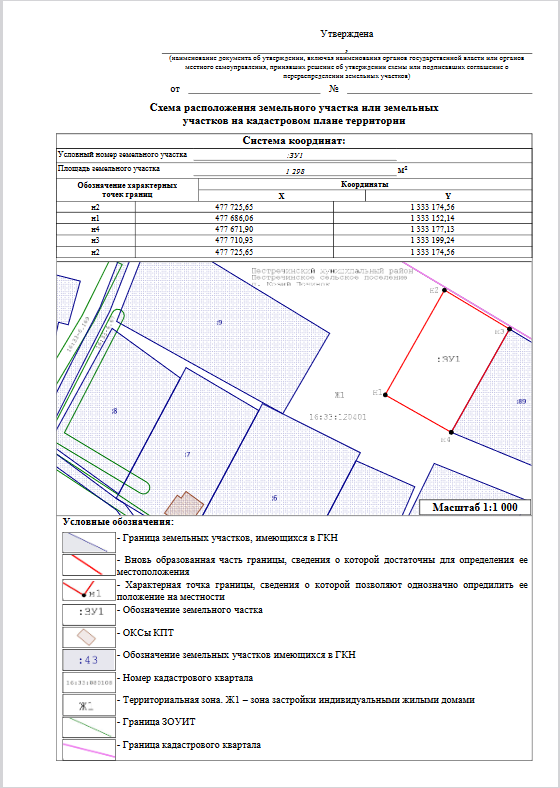 Утверждена
,
(наименование документа об утверждении, включая наименования органов государственной власти или органов
местного самоуправления, принявших решение об утверждении схемы или подписавших соглашение о
перераспределении земельных участков)
от № 
Схема расположения земельного участка или земельных
участков на кадастровом плане территории
Система координат:
Условный номер земельного участка :ЗУ1
Площадь земельного участка 1 298 м²
Обозначение характерных точек границ Координаты
X Y
н2 477 725,65 1 333 174,56
н1 477 686,06 1 333 152,14
н4 477 671,90 1 333 177,13
н3 477 710,93 1 333 199,24
н2 477 725,65 1 333 174,56
Пестречинский муниципальный район
Пестречинское сельское поселение
н2
:9
н3
:ЗУ1
Ж1
н1
:89
:8
16:33:120401
н4
:7
:6
Масштаб 1:1 000
Условные обозначения:
- Граница земельных участков, имеющихся в ГКН
- Вновь образованная часть границы, сведения о которой достаточны для определения ее
местоположения
н1 - Характерная точка границы, сведения о которой позволяют однозначно опредилить ее
положение на местности
:ЗУ1 - Обозначение земельного частка
- ОКСы КПТ
:43 - Обозначение земельных участков имеющихся в ГКН
- Номер кадастрового квартала
Ж1 - Территориальная зона. Ж1 – зона застройки индивидуальными жилыми домами
- Граница ЗОУИТ
- Граница кадастрового квартала